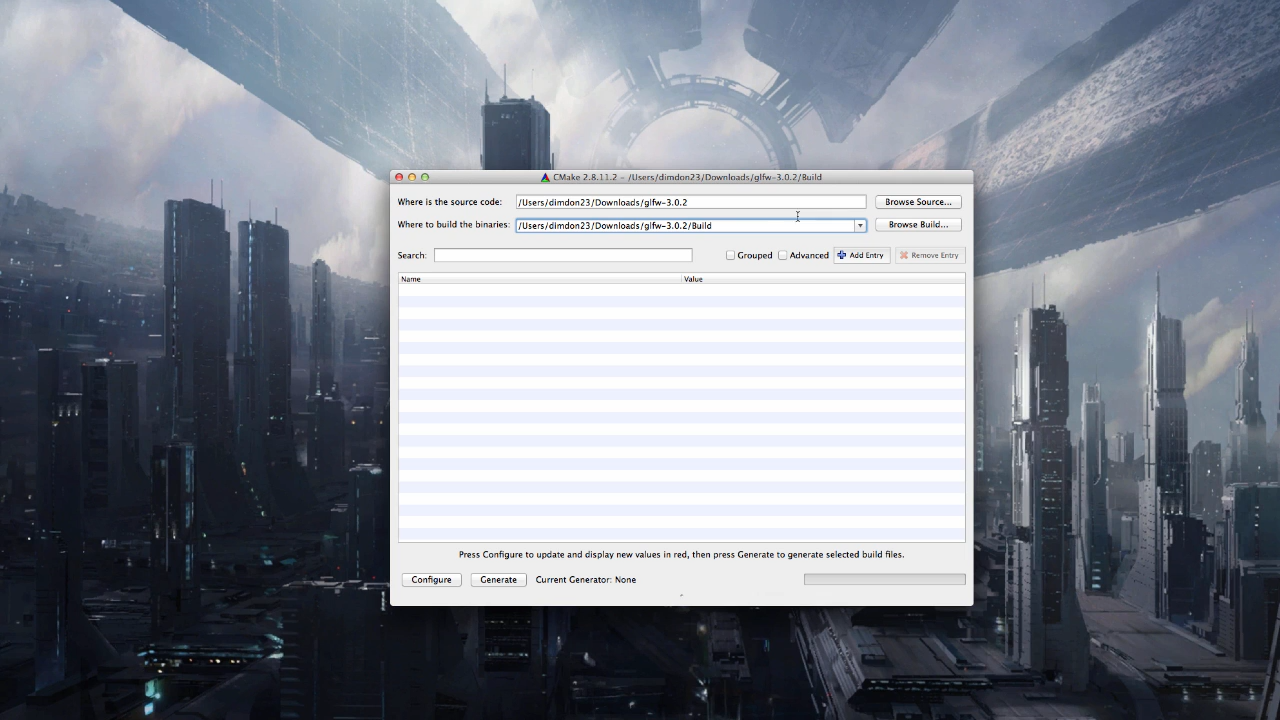 CMake 2.8.11.2 - /Users/dimdon23/Downloads/glfw-3.0.2/Build
Where is the source code: /Users/dimdon23/Downloads/glfw-3.0.2 Browse Source...
Where to build the binaries: /Users/dimdon23/Downloads/glfw-3.0.2/Build Browse Build...
Search: Grouped Advanced Add Entry Remove Entry
Name Value
Press Configure to update and display new values in red, then press Generate to generate selected build files.
Configure Generate Current Generator: None